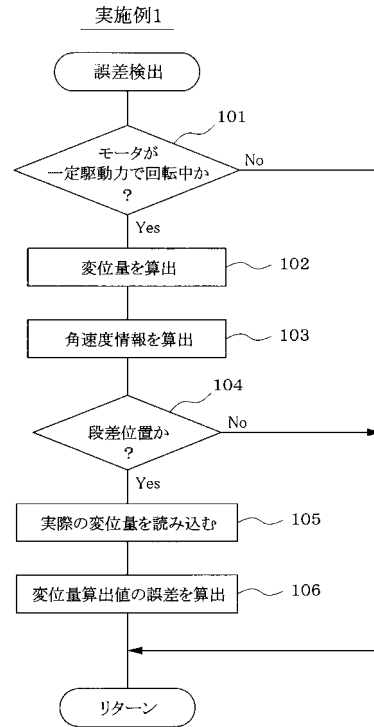 実施例1
誤差検出
101
モータが
一定駆動力で回転中か
?
No
Yes
変位量を算出
102
角速度情報を算出
103
104
段差位置か
?
No
Yes
実際の変位量を読み込む
105
変位量算出値の誤差を算出
106
リターン